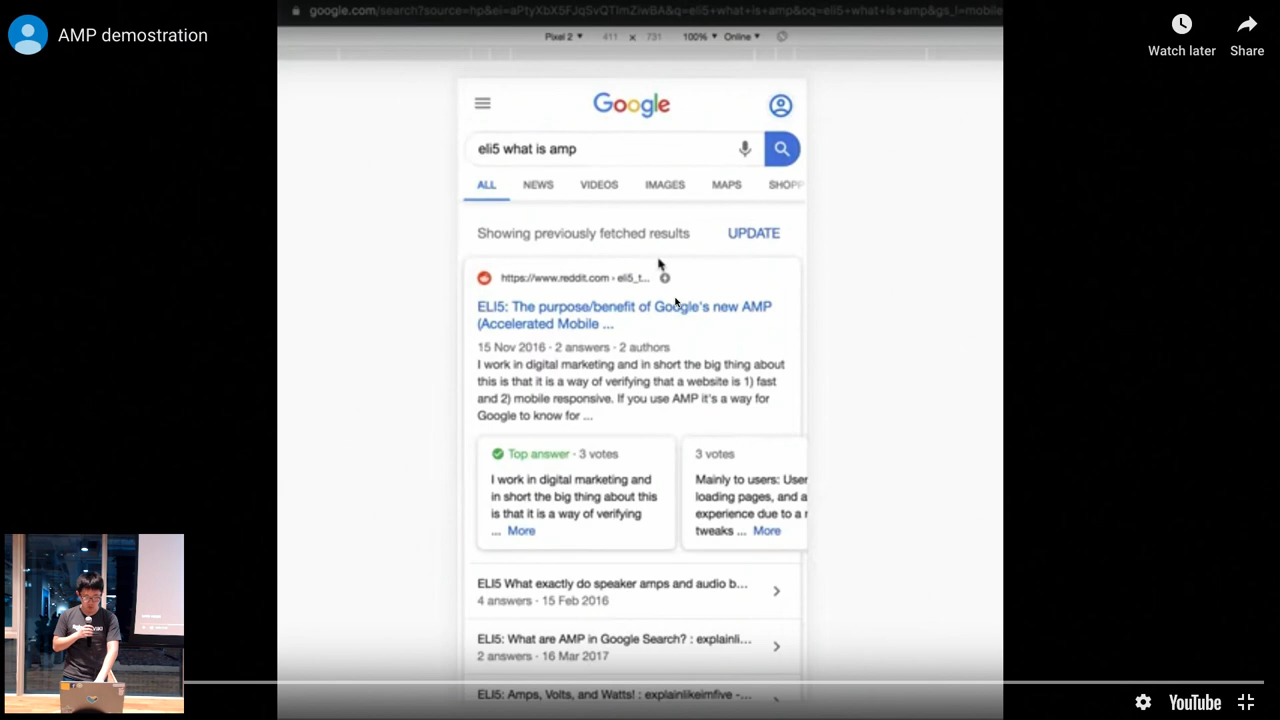 AMP demostration
Watch later
Share
google.com/search?source=hp&ei=aPtyXbX5FJqSvQTImZiwBA&q=eli5+what+is+amp&oq=eli5+what+is+amp&gs_l=mobile
Pixel 2 ▼ 411 × 731 100% ▼ Online ▼
Google
eli5 what is amp
ALL NEWS VIDEOS IMAGES MAPS SHOPP
Showing previously fetched results UPDATE
https://www.reddit.com › eli5_t...
ELI5: The purpose/benefit of Google's new AMP
(Accelerated Mobile ...
15 Nov 2016 · 2 answers · 2 authors
I work in digital marketing and in short the big thing about
this is that it is a way of verifying that a website is 1) fast
and 2) mobile responsive. If you use AMP it's a way for
Google to know for ...
Top answer · 3 votes
I work in digital marketing and
in short the big thing about this
is that it is a way of verifying
... More
3 votes
Mainly to users: User
loading pages, and a
experience due to a
tweaks ... More
ELI5 What exactly do speaker amps and audio b...
4 answers · 15 Feb 2016
ELI5: What are AMP in Google Search? : explainli...
2 answers · 16 Mar 2017
ELI5: Amps, Volts, and Watts! : explainlikeimfive -...
YouTube